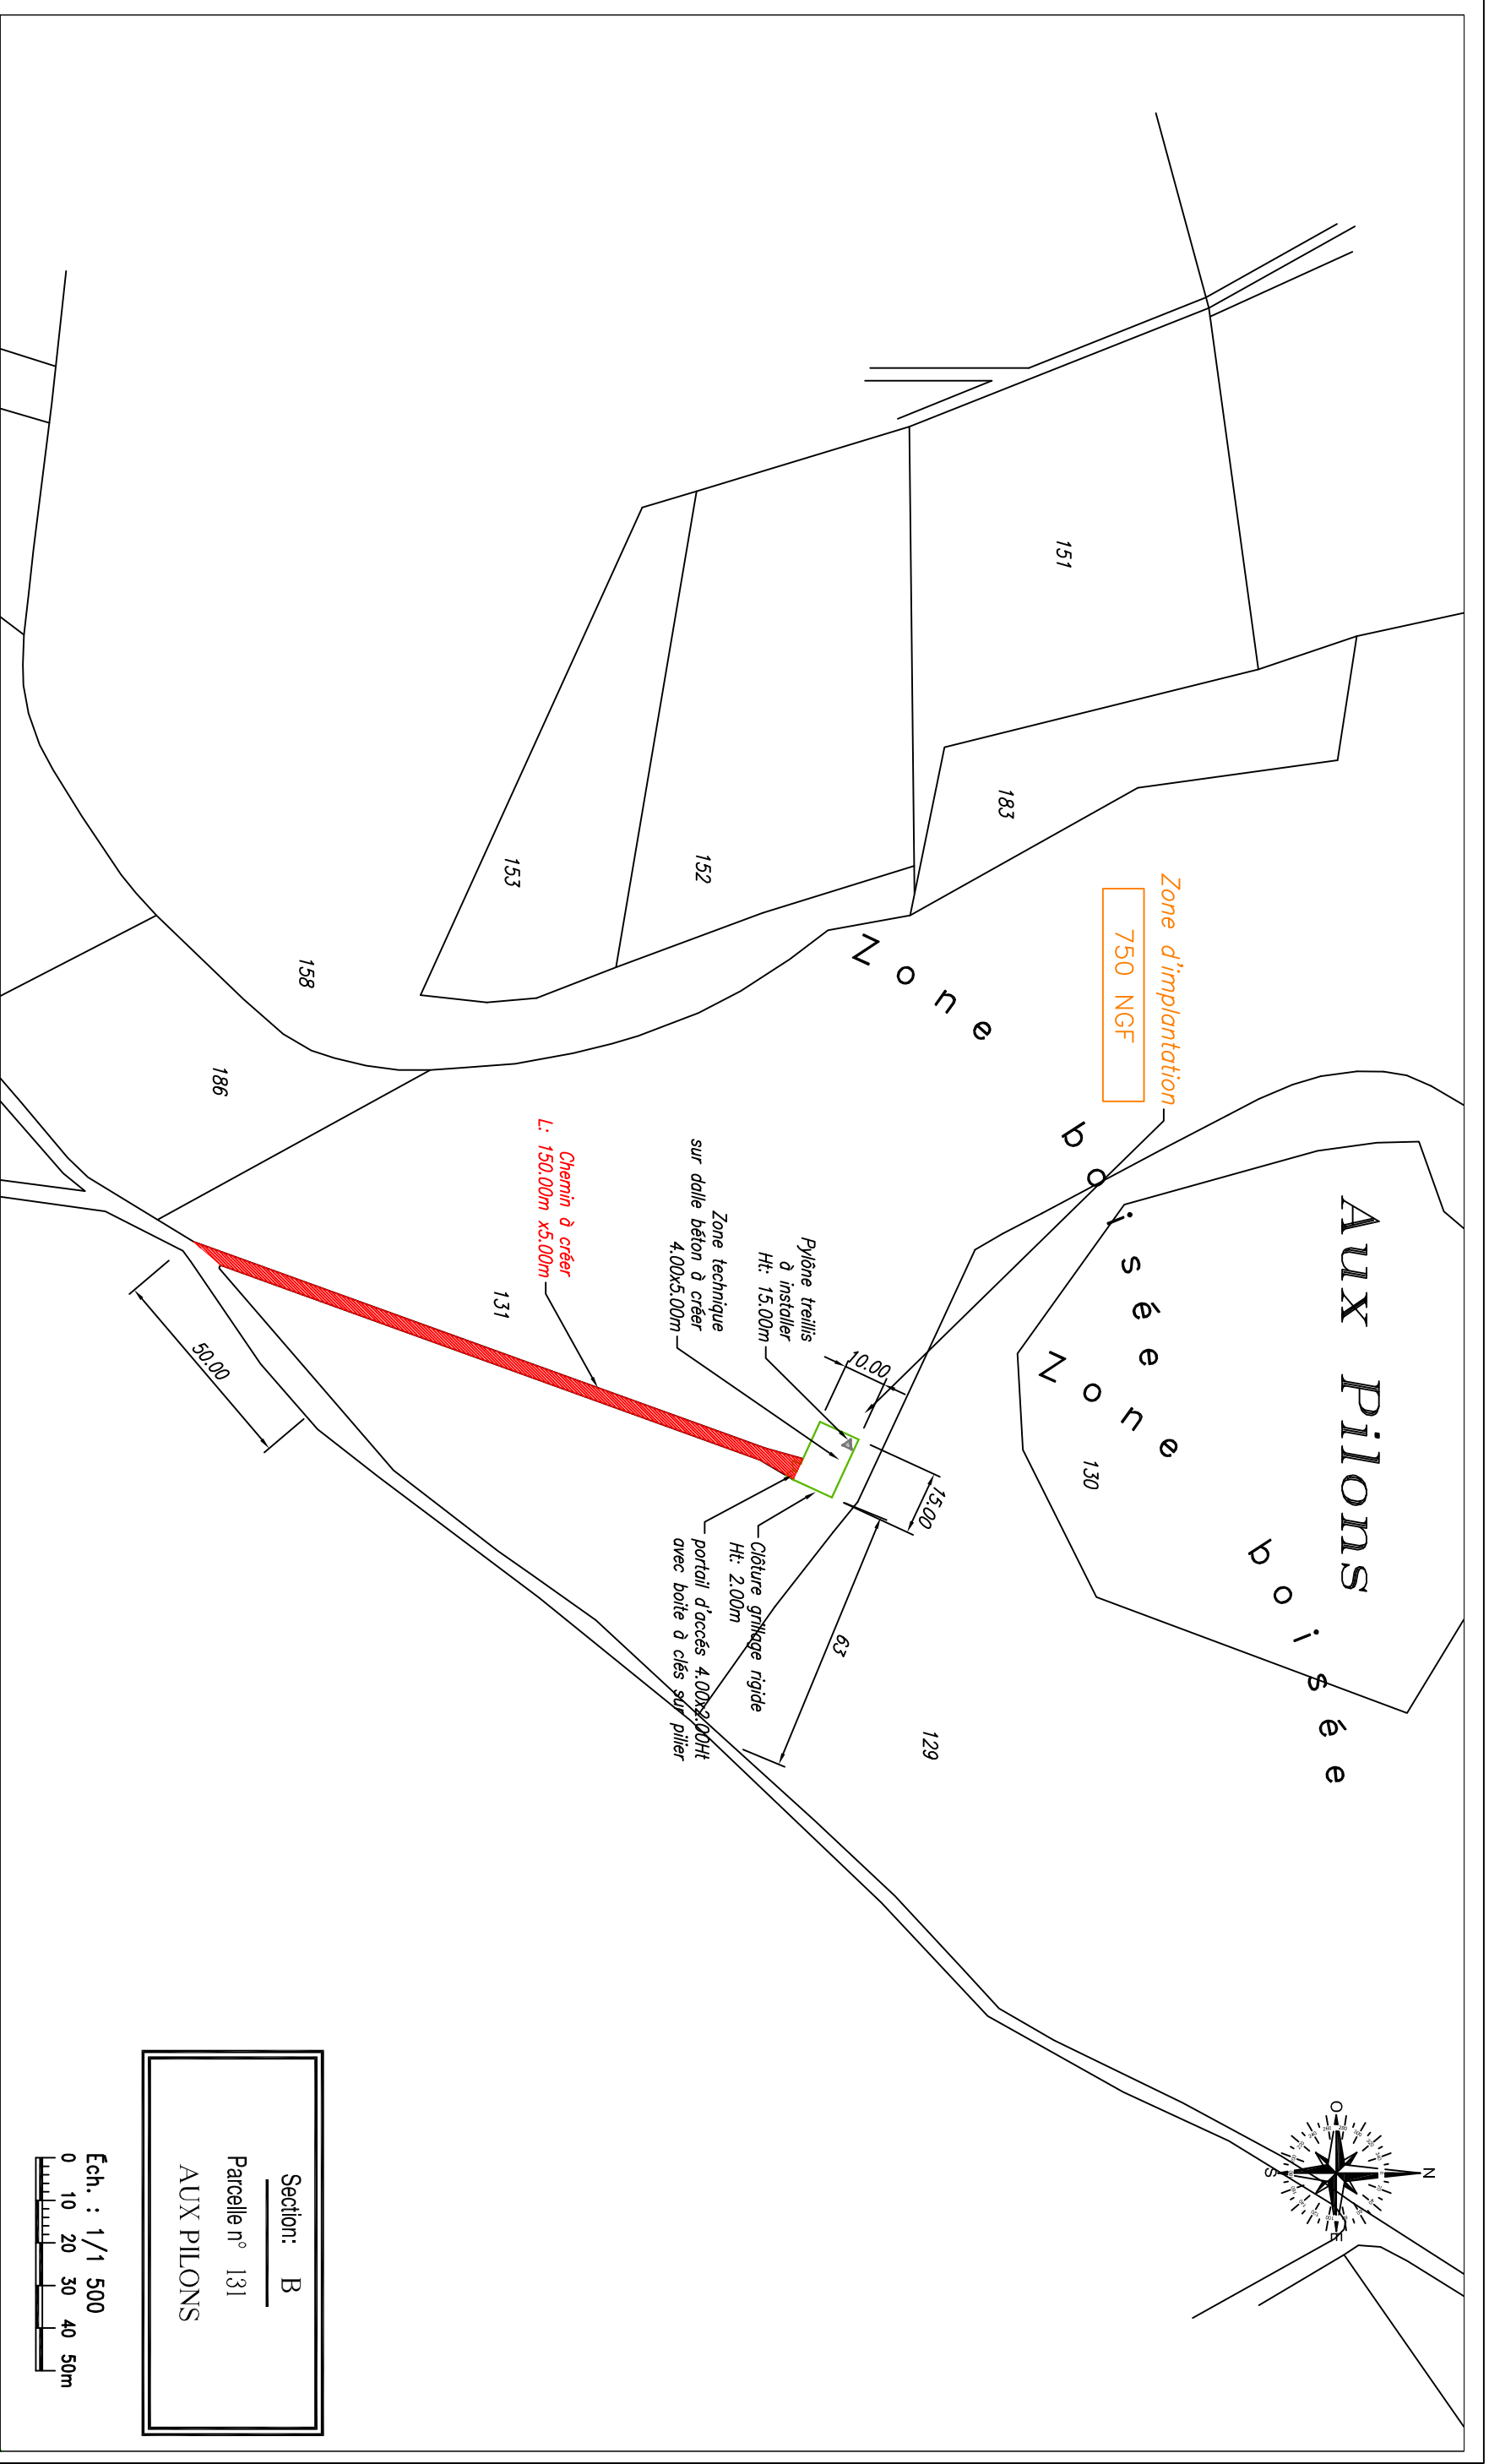 Aux Pilons
Zone boisée
Zone boisée
Zone d'implantation
750 NGF
151
183
152
153
158
186
131
130
129
Pylône treillis
à installer
Ht: 15.00m
Zone technique
sur dalle béton à créer
4.00x5.00m
Chemin à créer
L: 150.00m x5.00m
10.00
15.00
63
50.00
Clôture grillage rigide
Ht: 2.00m
portail d'accés 4.00x2.00Ht
avec boite à clés sur pilier
N
O
E
S
Section: B
Parcelle n° 131
AUX PILONS
Ech. : 1/1 500
0 10 20 30 40 50m